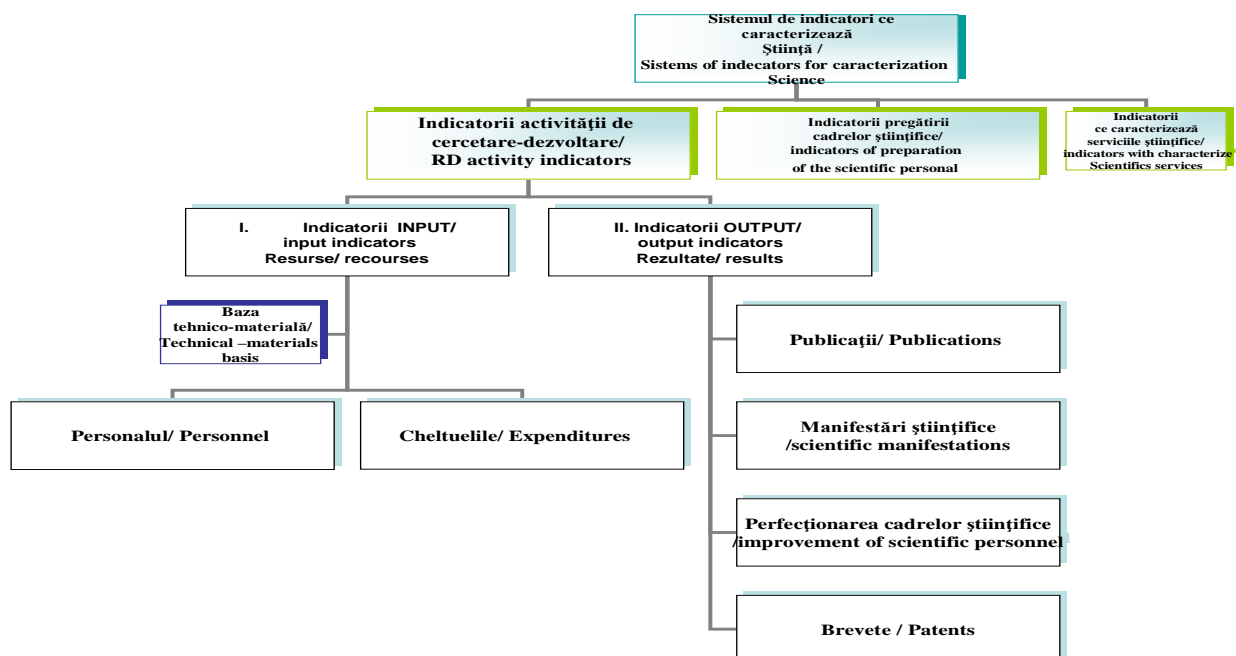 Sistemul de indicatori ce
caracterizează
Ştiinţă /
Sistems of indecators for caracterization
Science
Indicatorii activităţii de
cercetare-dezvoltare/
RD activity indicators
Indicatorii pregătirii
cadrelor ştiinţifice/
indicators of preparation
of the scientific personal
Indicatorii
ce caracterizează
serviciile ştiinţifice/
indicators with characterize
Scientifics services
I. Indicatorii INPUT/
input indicators
Resurse/ recourses
II. Indicatorii OUTPUT/
output indicators
Rezultate/ results
Baza
tehnico-materială/
Technical –materials
basis
Personalul/ Personnel
Cheltuelile/ Expenditures
Publicaţii/ Publications
Manifestări ştiinţifice
/scientific manifestations
Perfecţionarea cadrelor ştiinţifice
/improvement of scientific personnel
Brevete / Patents